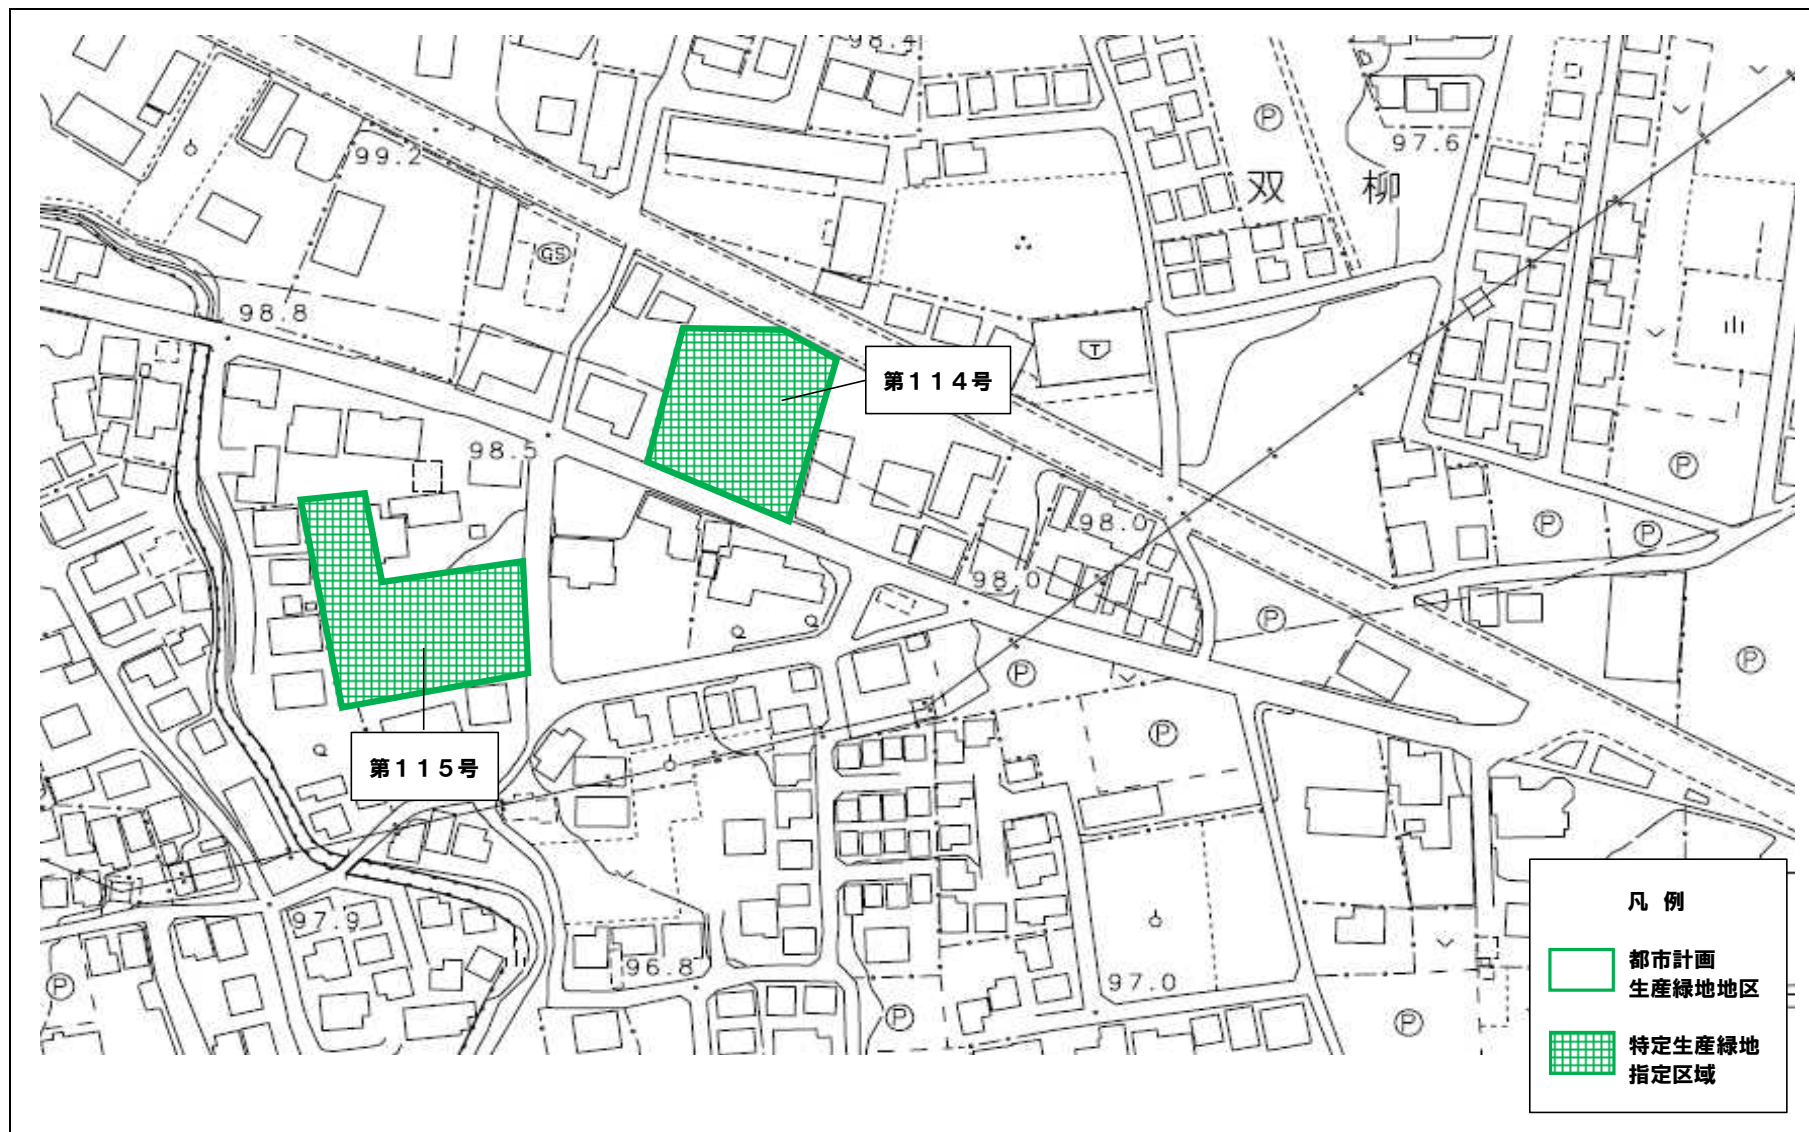 98.4
97.6
99.2
双柳
GS
98.8
T
第114号
98.5
98.0
98.0
第115号
97.9
96.8
97.0
P
P
P
P
P
P
P
P
P
P
P
凡 例
都市計画
生産緑地地区
特定生産緑地
指定区域